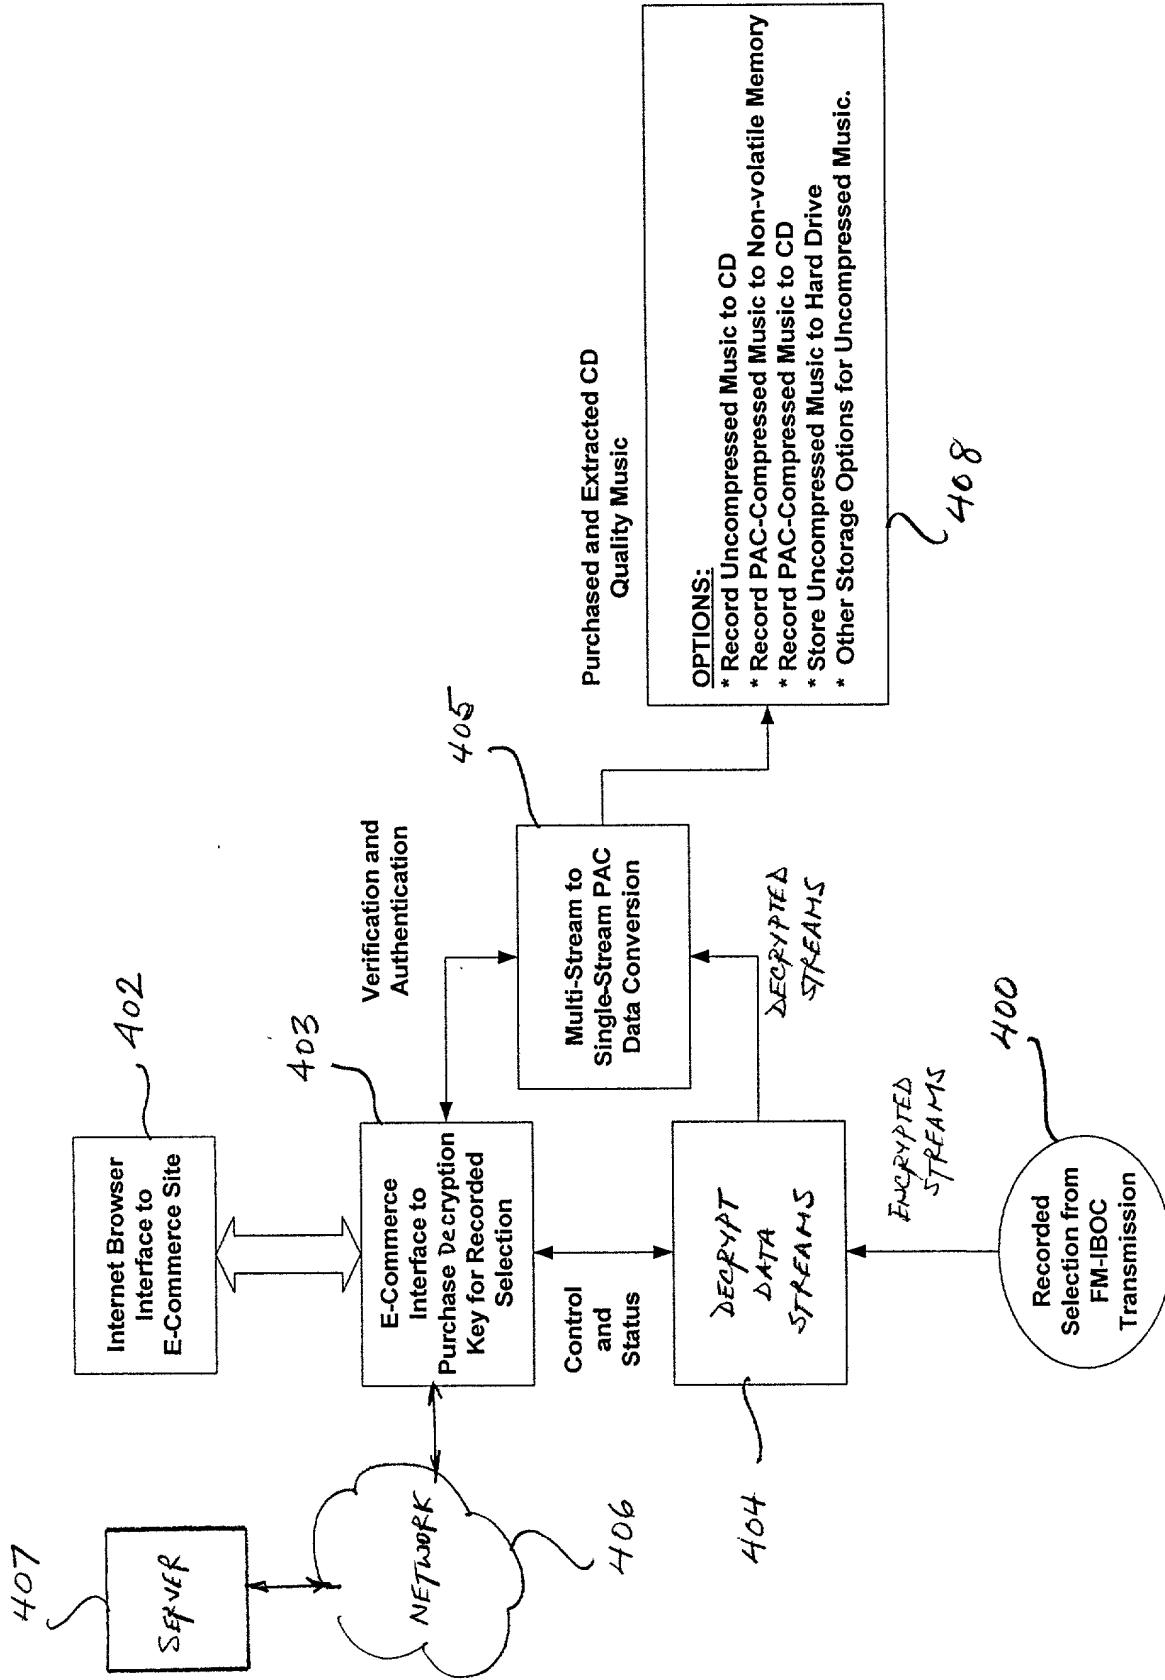 407
SERVER
NETWORK
406
402
Internet Browser
Interface to
E-Commerce Site
403
E-Commerce
Interface to
Purchase Decryption
Key for Recorded
Selection
Verification and
Authentication
Control
and
Status
404
DECRYPT
DATA
STREAMS
405
Multi-Stream to
Single-Stream PAC
Data Conversion
DECRYPTED
STREAMS
ENCRYPTED
STREAMS
400
Recorded
Selection from
FM-IBOC
Transmission
Purchased and Extracted CD
Quality Music
OPTIONS:
* Record Uncompressed Music to CD
* Record PAC-Compressed Music to Non-volatile Memory
* Record PAC-Compressed Music to CD
* Store Uncompressed Music to Hard Drive
* Other Storage Options for Uncompressed Music.
408